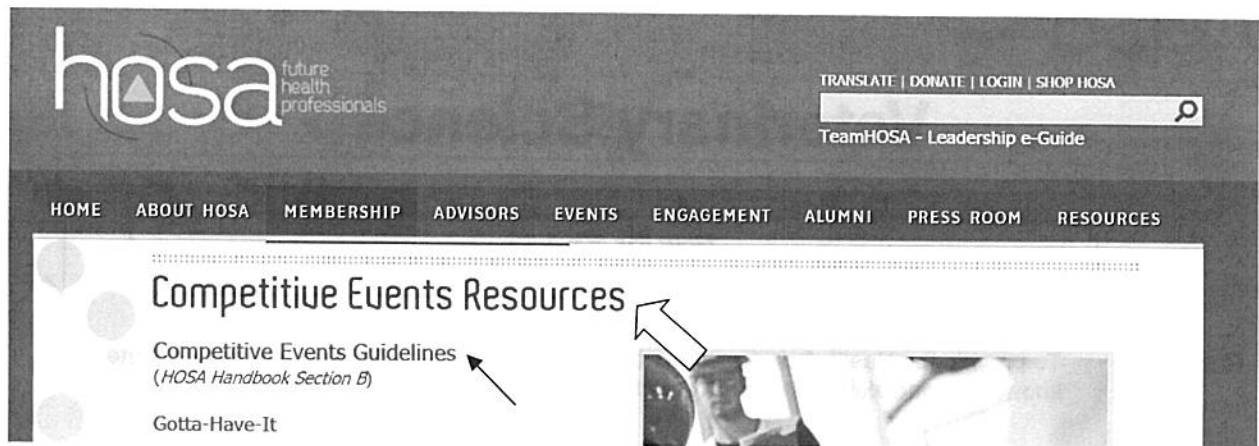 hosa future
health
professionals
TRANSLATE | DONATE | LOGIN | SHOP HOSA
TeamHOSA - Leadership e-Guide
HOME ABOUT HOSA MEMBERSHIP ADVISORS EVENTS ENGAGEMENT ALUMNI PRESS ROOM RESOURCES
Competitive Events Resources
Competitive Events Guidelines
(HOSA Handbook Section B)
Gotta-Have-It